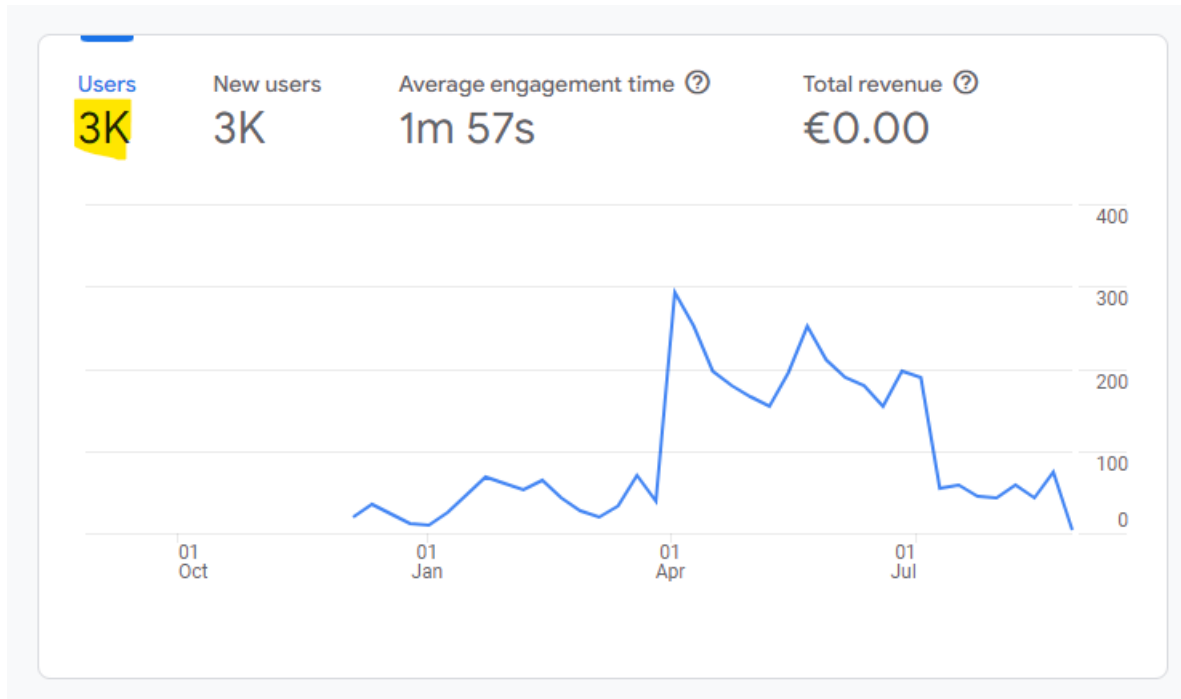 Users New users Average engagement time ? Total revenue ?
3K 3K 1m 57s €0.00
400
300
200
100
0
01 01 01 01
Oct Jan Apr Jul